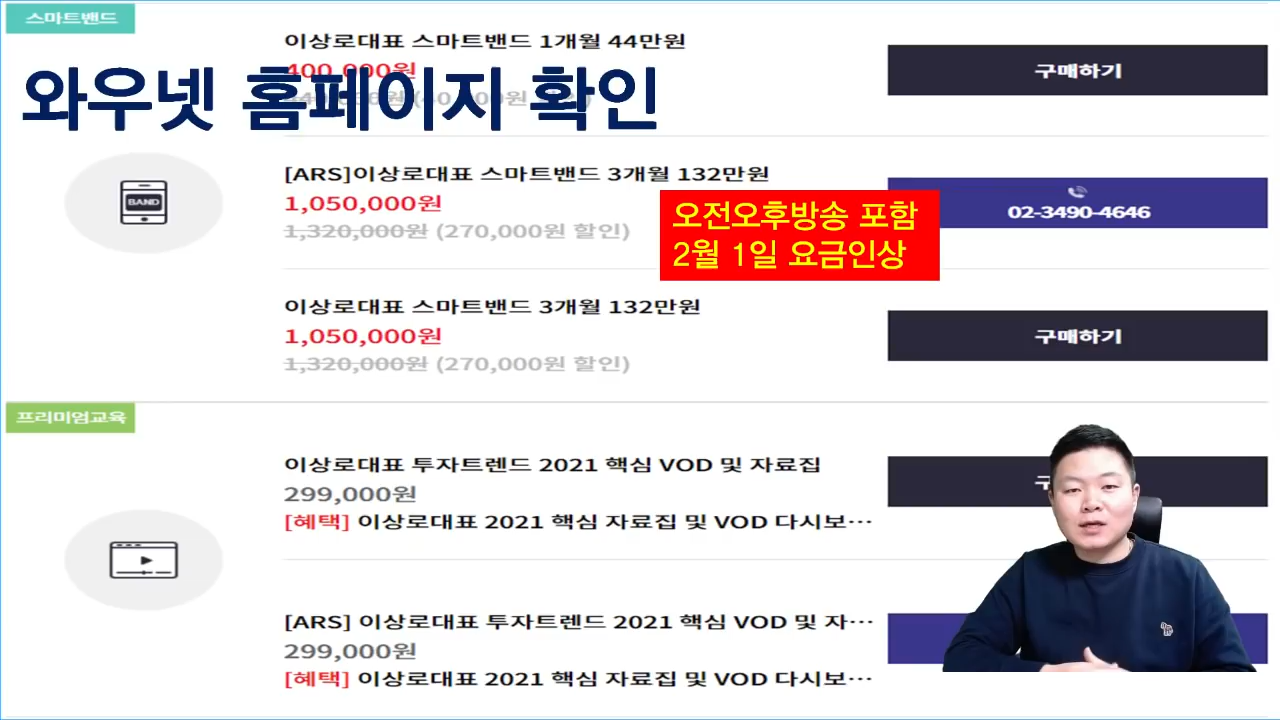 스마트밴드
이상로대표 스마트밴드 1개월 44만원
400,000원
와우넷 홈페이지 확인
구매하기
[ARS]이상로대표 스마트밴드 3개월 132만원
1,050,000원
1,320,000원 (270,000원 할인)
BAND
02-3490-4646
오전오후방송 포함
2월 1일 요금인상
이상로대표 스마트밴드 3개월 132만원
1,050,000원
1,320,000원 (270,000원 할인)
구매하기
프리미엄교육
이상로대표 투자트렌드 2021 핵심 VOD 및 자료집
299,000원
[혜택] 이상로대표 2021 핵심 자료집 및 VOD 다시보…
[ARS] 이상로대표 투자트렌드 2021 핵심 VOD 및 자…
299,000원
[혜택] 이상로대표 2021 핵심 자료집 및 VOD 다시보…